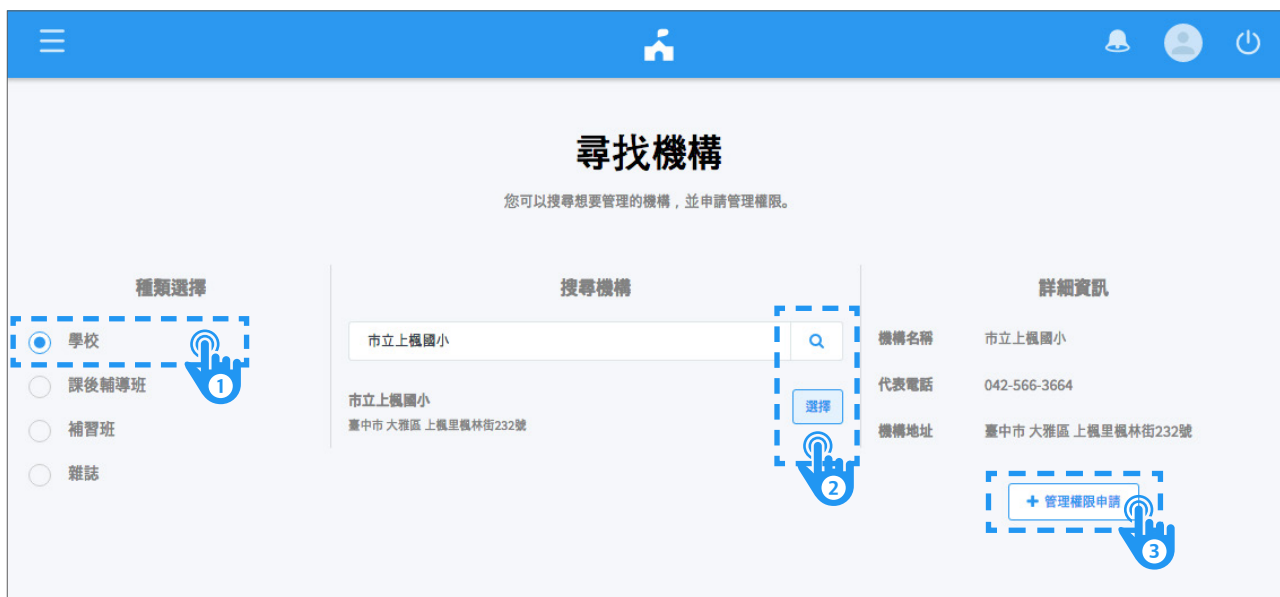 尋找機構
您可以搜尋想要管理的機構，並申請管理權限。
種類選擇
學校
1
課後輔導班
補習班
雜誌
搜尋機構
市立上楓國小
市立上楓國小
臺中市 大雅區 上楓里楓林街232號
選擇
2
詳細資訊
機構名稱 市立上楓國小
代表電話 042-566-3664
機構地址 臺中市 大雅區 上楓里楓林街232號
+ 管理權限申請
3